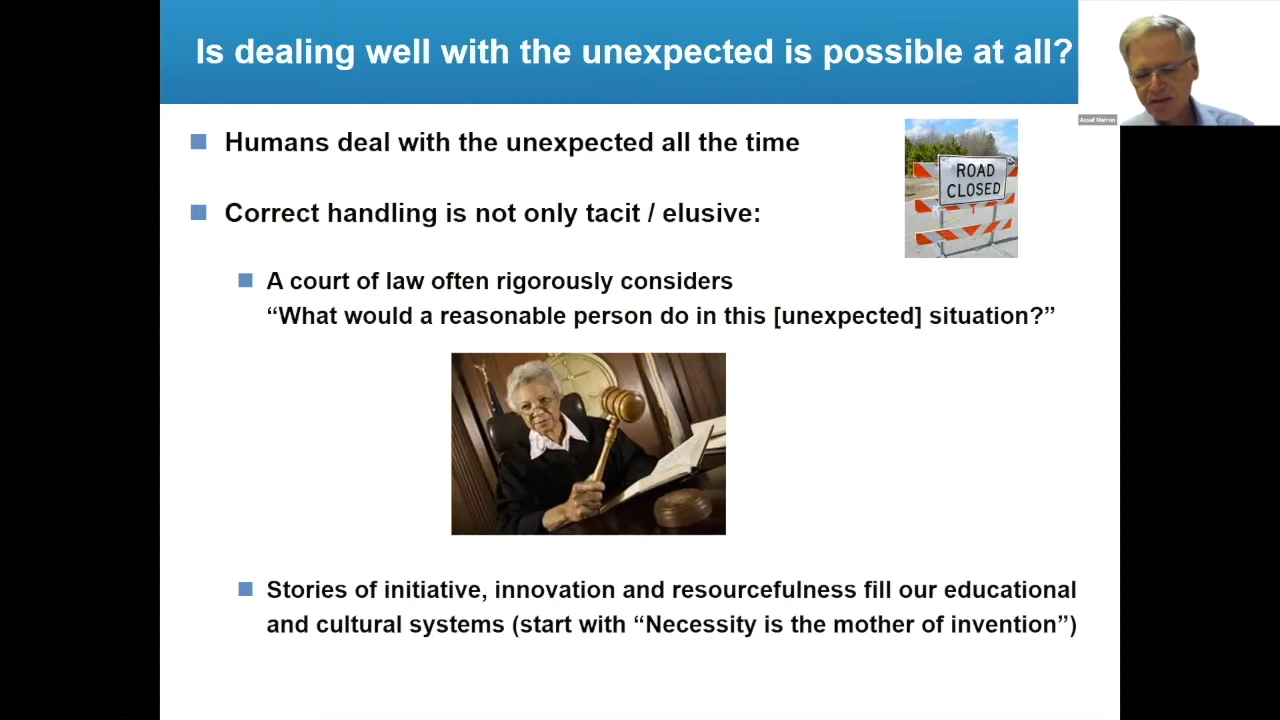 Is dealing well with the unexpected is possible at all?
Assaf Marron
Humans deal with the unexpected all the time
ROAD
CLOSED
Correct handling is not only tacit / elusive:
A court of law often rigorously considers
“What would a reasonable person do in this [unexpected] situation?”
Stories of initiative, innovation and resourcefulness fill our educational
and cultural systems (start with “Necessity is the mother of invention”)